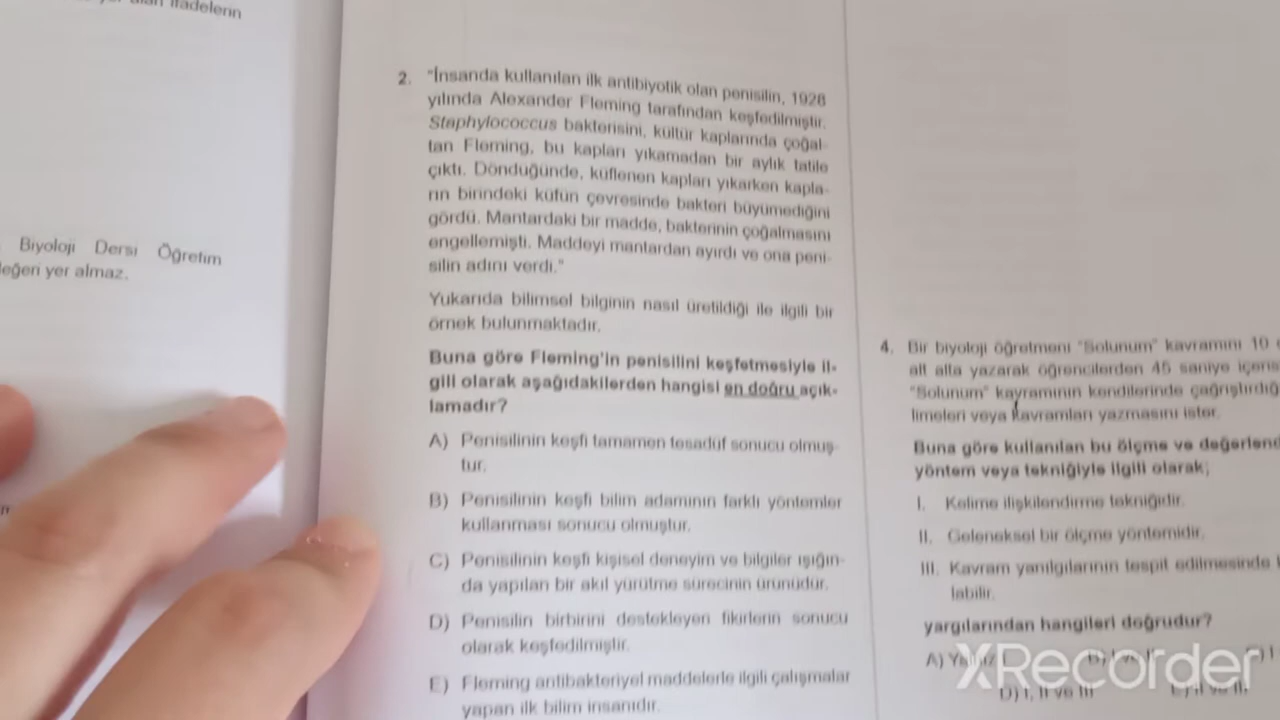 ifadelerin
Biyoloji Dersi Öğretim
değeri yer almaz.
2. "İnsanda kullanılan ilk antibiyotik olan penisilin, 1928
yılında Alexander Fleming tarafından keşfedilmiştir.
Staphylococcus bakterisini, kültür kaplarında çoğal-
tan Fleming, bu kapları yıkamadan bir aylık tatile
çıktı. Döndüğünde, küflenen kapları yıkarken kapla-
rın birindeki küfün çevresinde bakteri büyümediğini
gördü. Mantardaki bir madde, bakterinin çoğalmasını
engellemişti. Maddeyi mantardan ayırdı ve ona peni-
silin adını verdi."
Yukarıda bilimsel bilginin nasıl üretildiği ile ilgili bir
örnek bulunmaktadır.
Buna göre Fleming'in penisilini keşfetmesiyle il-
gili olarak aşağıdakilerden hangisi en doğru açık-
lamadır?
A) Penisilinin keşfi tamamen tesadüf sonucu olmuş-
tur.
B) Penisilinin keşfi bilim adamının farklı yöntemler
kullanması sonucu olmuştur.
C) Penisilinin keşfi kişisel deneyim ve bilgiler ışığın-
da yapılan bir akıl yürütme sürecinin ürünüdür.
D) Penisilin birbirini destekleyen fikirlerin sonucu
olarak keşfedilmiştir.
E) Fleming antibakteriyel maddelerle ilgili çalışmalar
yapan ilk bilim insanıdır.
4. Bir biyoloji öğretmeni "Solunum" kavramını 10
alt alta yazarak öğrencilerden 45 saniye içeris
"Solunum" kavramının kendilerinde çağrıştırdığ
limeleri veya kavramları yazmasını ister.
Buna göre kullanılan bu ölçme ve değerlend
yöntem veya tekniğiyle ilgili olarak;
I. Kelime ilişkilendirme tekniğidir.
II. Geleneksel bir ölçme yöntemidir.
III. Kavram yanılgılarının tespit edilmesinde
labilir.
yargılarından hangileri doğrudur?
A) Yalnız I
D) I, II ve III
XRecorder